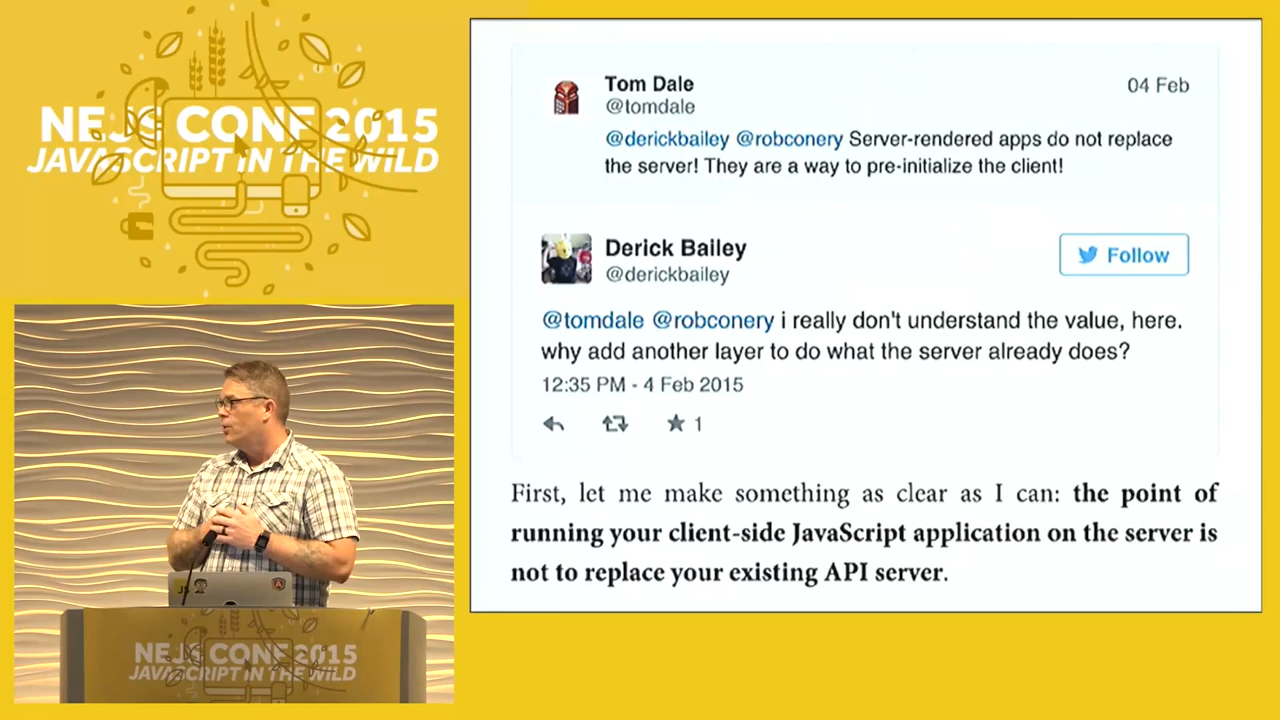 NEJS CONF 2015
JAVASCRIPT IN THE WILD
Tom Dale
04 Feb
@tomdale
@derickbailey @robconery Server-rendered apps do not replace
the server! They are a way to pre-initialize the client!
Derick Bailey
@derickbailey
Follow
@tomdale @robconery i really don't understand the value, here.
why add another layer to do what the server already does?
12:35 PM - 4 Feb 2015
1
First, let me make something as clear as I can: the point of
running your client-side JavaScript application on the server is
not to replace your existing API server.
JS
A
NEJS CONF 2015
JAVASCRIPT IN THE WILD